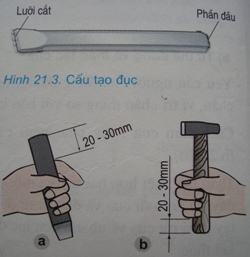 Lưỡi cắt
Phần đầu
Hình 21.3. Cấu tạo đục
20 - 30mm
20 - 30mm
a
b